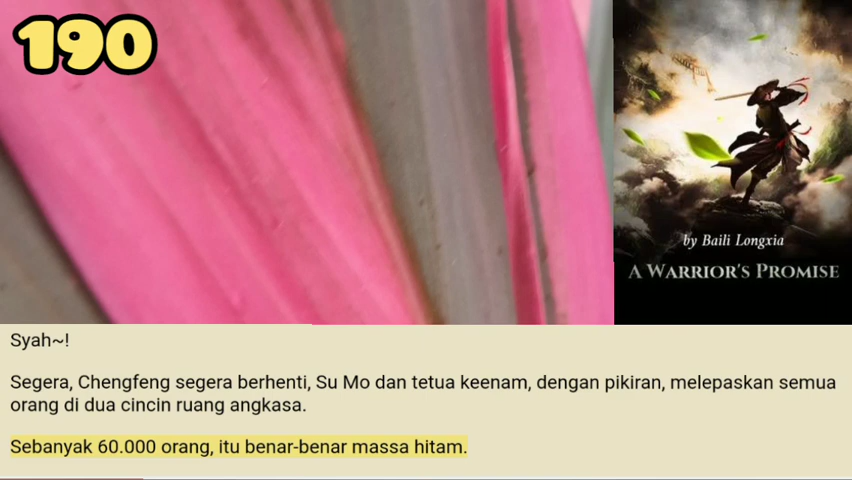 190
by Baili Longxia
A WARRIOR'S PROMISE
Syah~!
Segera, Chengfeng segera berhenti, Su Mo dan tetua keenam, dengan pikiran, melepaskan semua
orang di dua cincin ruang angkasa.
Sebanyak 60.000 orang, itu benar-benar massa hitam.